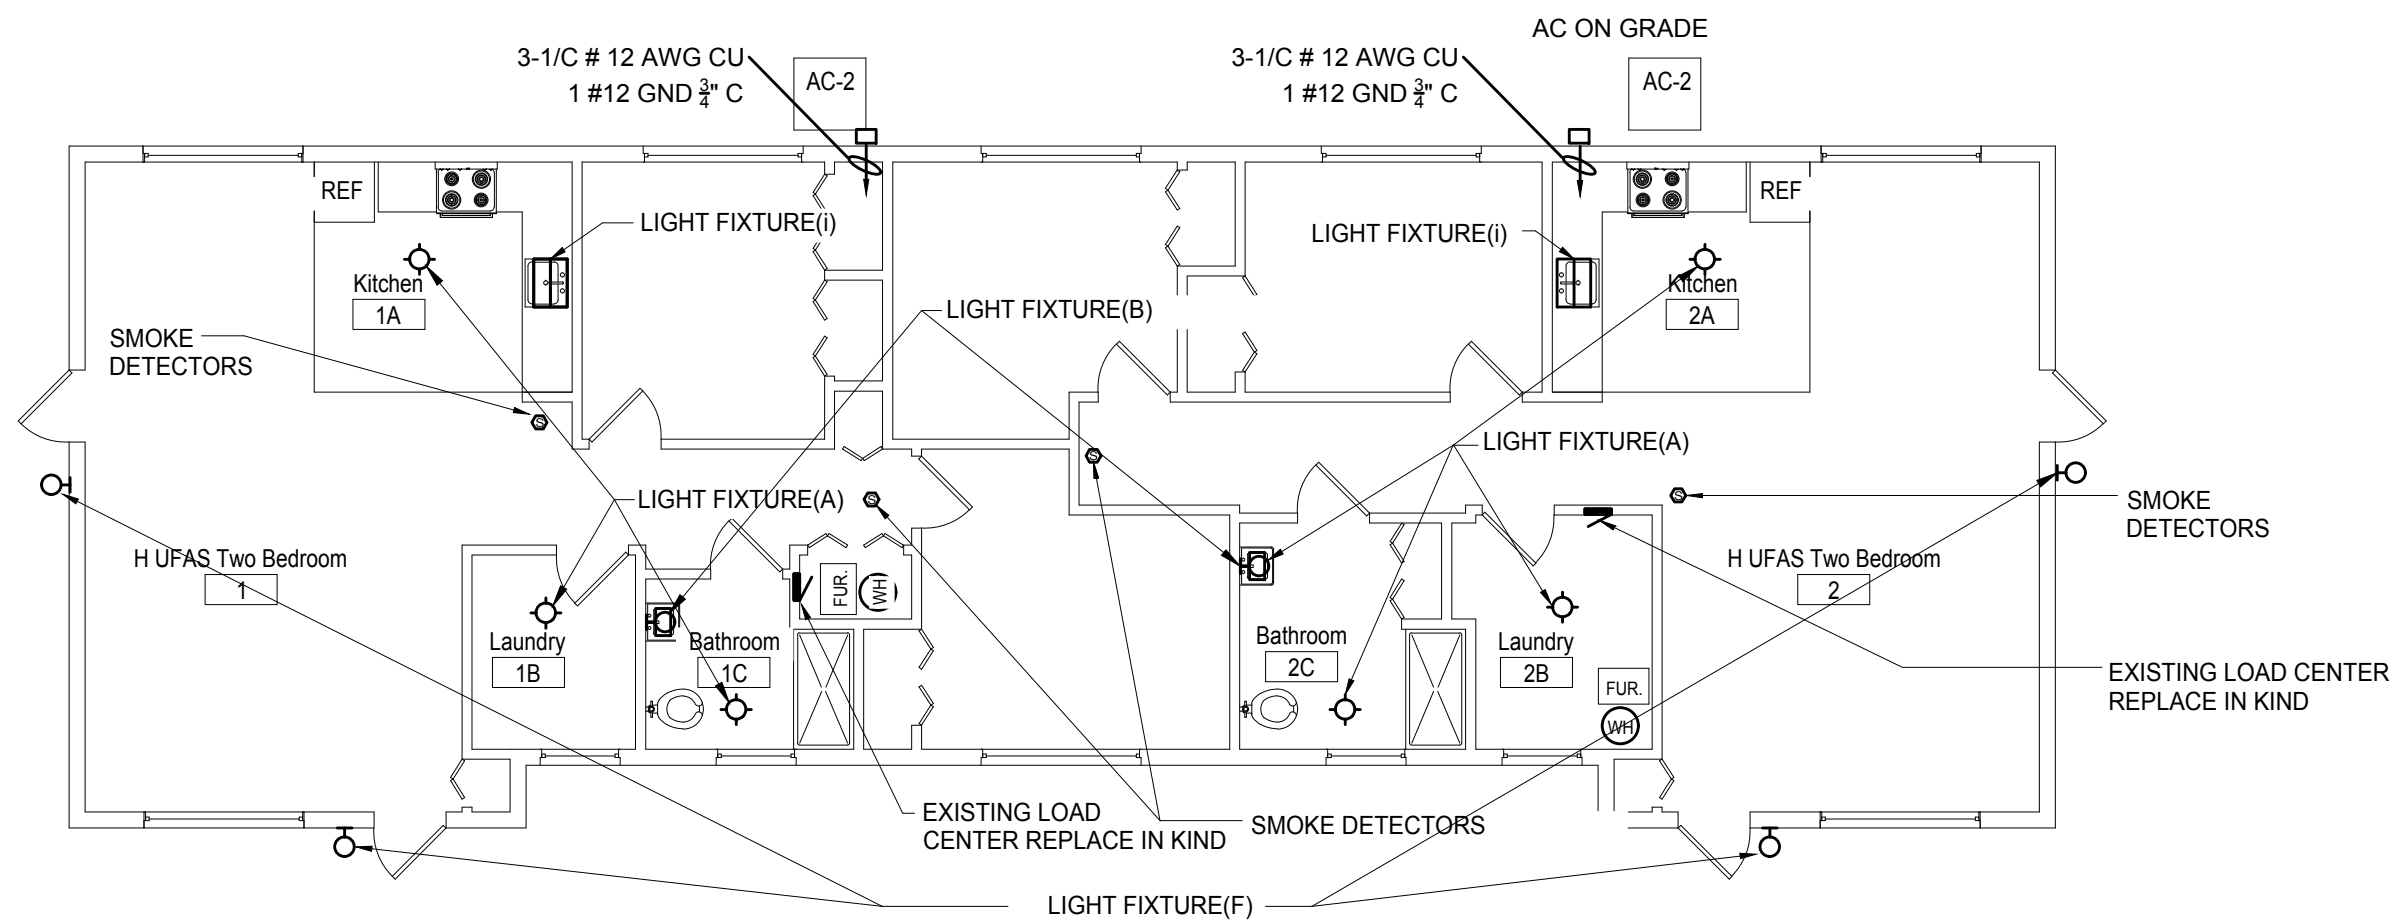 AC ON GRADE
3-1/C # 12 AWG CU
1 #12 GND ¾" C
AC-2
3-1/C # 12 AWG CU
1 #12 GND ¾" C
AC-2
REF
LIGHT FIXTURE(i)
LIGHT FIXTURE(i)
REF
Kitchen
1A
LIGHT FIXTURE(B)
Kitchen
2A
SMOKE
DETECTORS
S
LIGHT FIXTURE(A)
S
LIGHT FIXTURE(A)
S
S
SMOKE
DETECTORS
H UFAS Two Bedroom
1
FUR.
WH
H UFAS Two Bedroom
2
Laundry
1B
Bathroom
1C
Bathroom
2C
Laundry
2B
FUR.
WH
EXISTING LOAD CENTER
REPLACE IN KIND
EXISTING LOAD
CENTER REPLACE IN KIND
SMOKE DETECTORS
LIGHT FIXTURE(F)